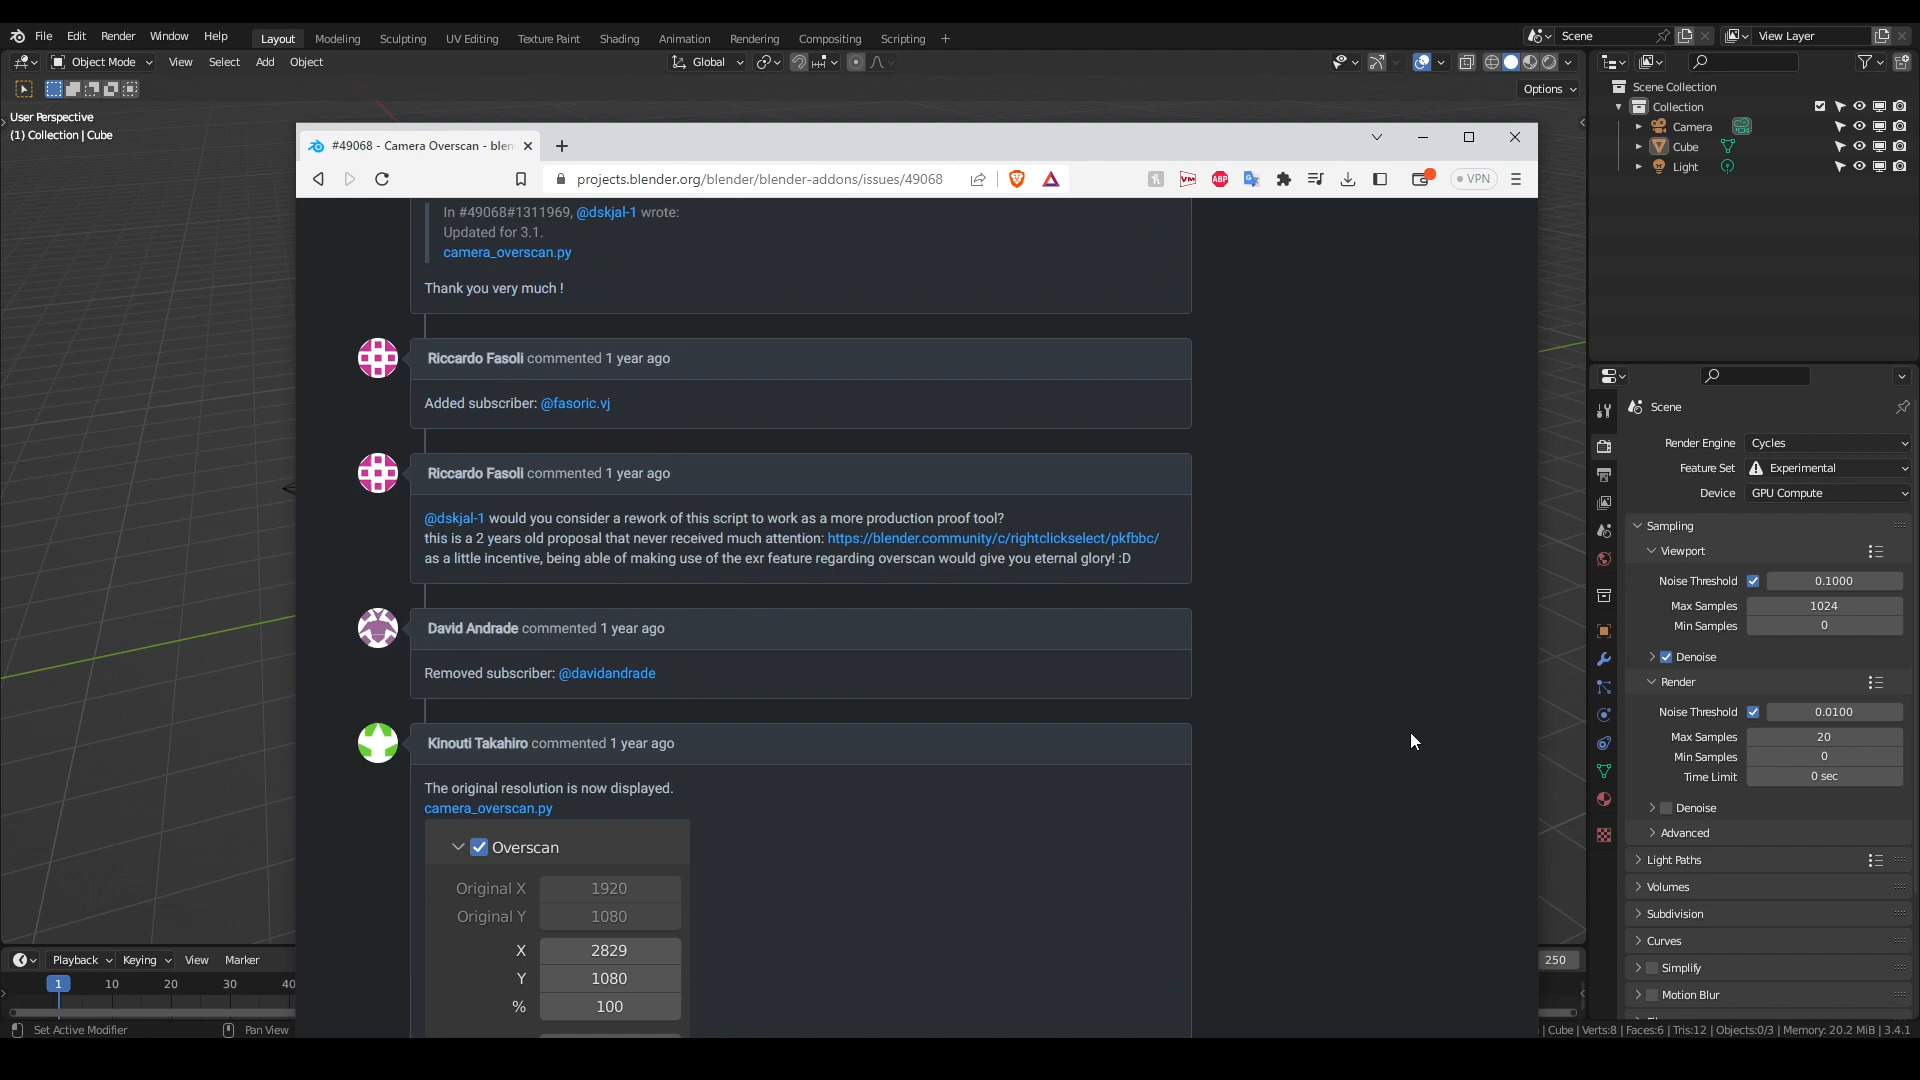 File Edit Render Window Help Layout Modeling Sculpting UV Editing Texture Paint Shading Animation Rendering Compositing Scripting + Scene View Layer
Object Mode View Select Add Object Global
Options
User Perspective
(1) Collection | Cube
#49068 - Camera Overscan - blen
projects.blender.org/blender/blender-addons/issues/49068 VPN
In #49068#1311969, @dskjal-1 wrote:
Updated for 3.1.
camera_overscan.py
Thank you very much !
Riccardo Fasoli commented 1 year ago
Added subscriber: @fasoric.vj
Riccardo Fasoli commented 1 year ago
@dskjal-1 would you consider a rework of this script to work as a more production proof tool?
this is a 2 years old proposal that never received much attention: https://blender.community/c/rightclickselect/pkfbbc/
as a little incentive, being able of making use of the exr feature regarding overscan would give you eternal glory! :D
David Andrade commented 1 year ago
Removed subscriber: @davidandrade
Kinouti Takahiro commented 1 year ago
The original resolution is now displayed.
camera_overscan.py
Overscan
Original X 1920
Original Y 1080
X 2829
Y 1080
% 100
Scene Collection
Collection
Camera
Cube
Light
Scene
Render Engine Cycles
Feature Set Experimental
Device GPU Compute
Sampling
Viewport
Noise Threshold 0.1000
Max Samples 1024
Min Samples 0
Denoise
Render
Noise Threshold 0.0100
Max Samples 20
Min Samples 0
Time Limit 0 sec
Denoise
Advanced
Light Paths
Volumes
Subdivision
Curves
Simplify
Motion Blur
Playback Keying View Marker 250
1 10 20 30 40
Set Active Modifier Pan View
| Cube | Verts:8 | Faces:6 | Tris:12 | Objects:0/3 | Memory: 20.2 MiB | 3.4.1